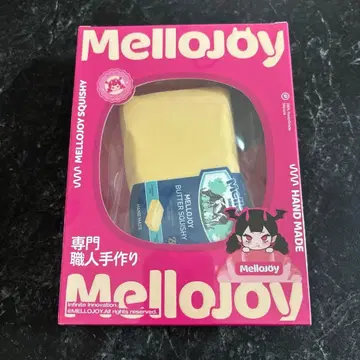 MelloJoy
MELLOJOY SQUISHY
HAND MADE
Mello
MELLOJOY
BUTTER SQUISHY
専門
職人手作り
MelloJoy
MelloJoy
Infinite Innovation
©MELLOJOY.All rights reserved.